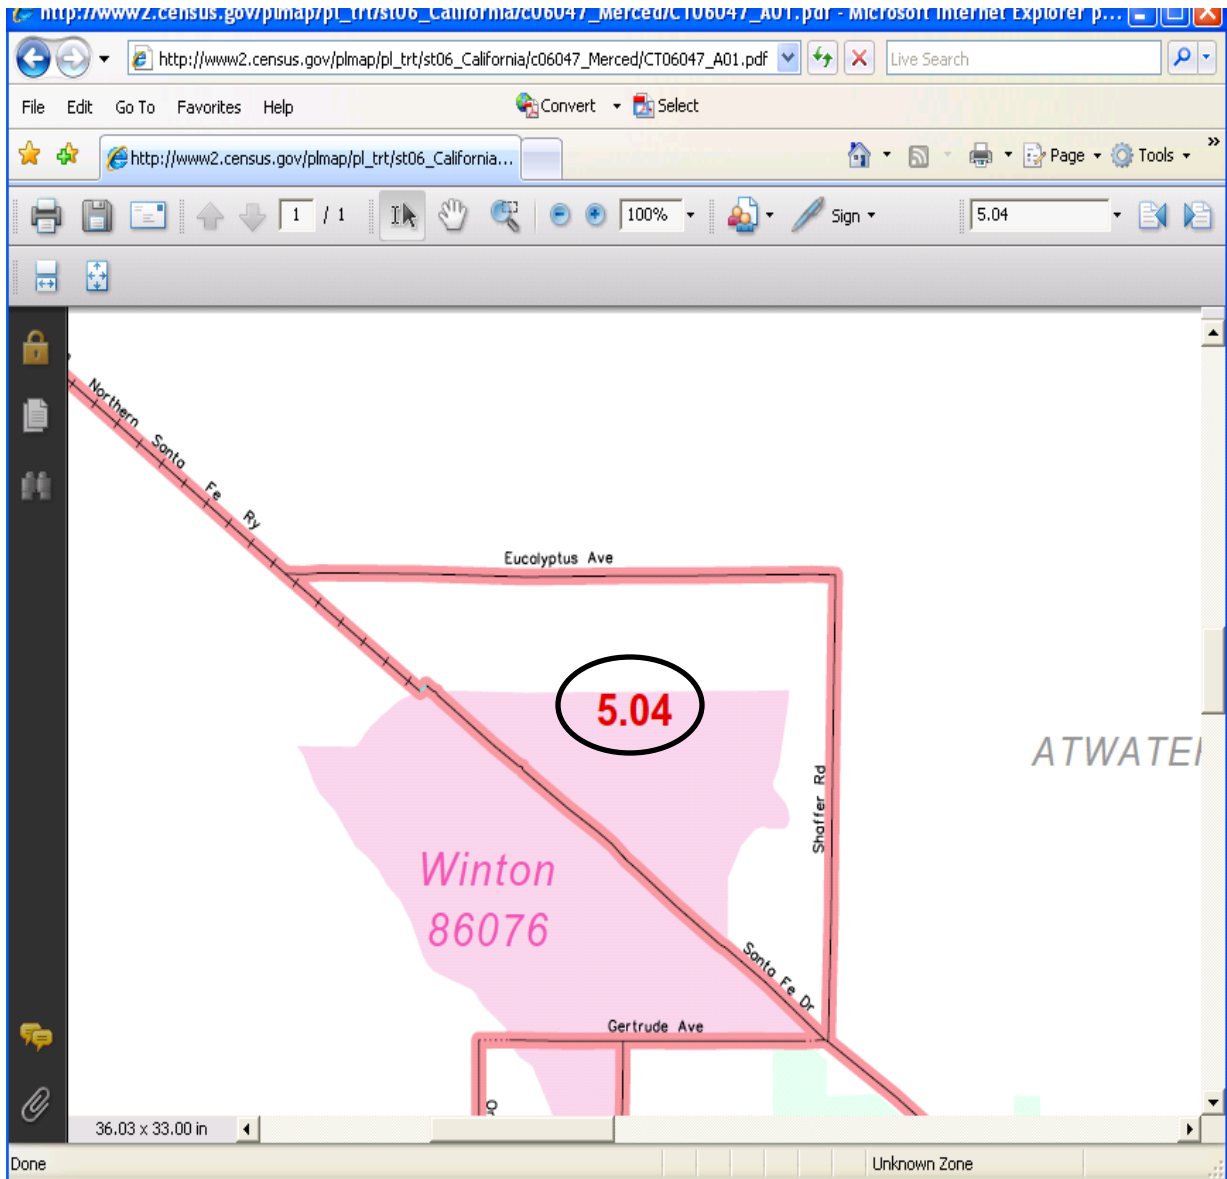 http://www2.census.gov/plmap/pl_trt/st06_California/c06047_Merced/CT06047_A01.pdf - Microsoft Internet Explorer p...
http://www2.census.gov/plmap/pl_trt/st06_California/c06047_Merced/CT06047_A01.pdf Live Search
File Edit Go To Favorites Help Convert Select
http://www2.census.gov/plmap/pl_trt/st06_California... Page Tools »
1 / 1 100% Sign 5.04
Northern Santa Fe Ry
Eucalyptus Ave
5.04
ATWATER
Shaffer Rd
Winton
86076
Santa Fe Dr
Gertrude Ave
36.03 x 33.00 in
Done Unknown Zone